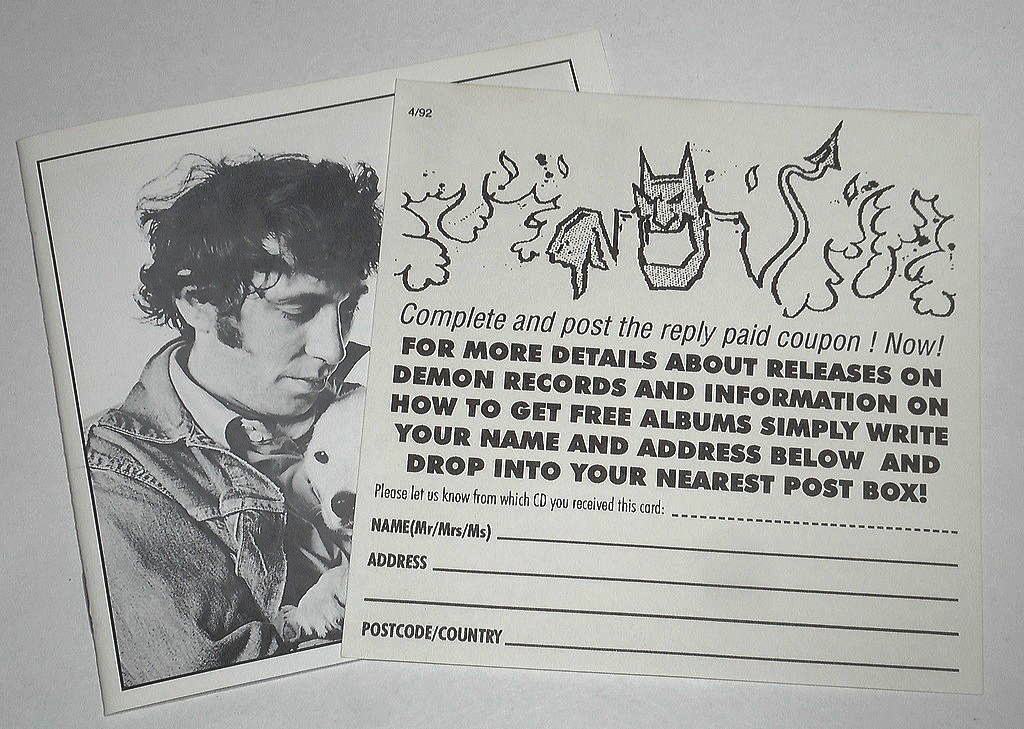 4/92
Complete and post the reply paid coupon ! Now!
FOR MORE DETAILS ABOUT RELEASES ON
DEMON RECORDS AND INFORMATION ON
HOW TO GET FREE ALBUMS SIMPLY WRITE
YOUR NAME AND ADDRESS BELOW AND
DROP INTO YOUR NEAREST POST BOX!
Please let us know from which CD you received this card:
NAME(Mr/Mrs/Ms)
ADDRESS
POSTCODE/COUNTRY